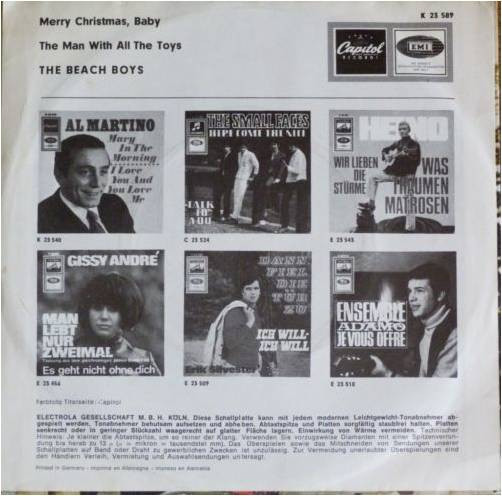 K 23 589
Merry Christmas, Baby
The Man With All The Toys
THE BEACH BOYS
Capitol
RECORDS
EMI
AL MARTINO
Mary
In The
Morning
I Love
You And
You Love
Me
K 23 540
THE SMALL FACES
HERE COME THE NICE
TALK
TO
YOU
C 23 524
HEINO
WIR LIEBEN
DIE
STÜRME
WAS
TRÄUMEN
MATROSEN
E 23 545
GISSY ANDRÉ
MAN
LEBT
NUR
ZWEIMAL
Es geht nicht ohne dich
E 23 566
DANN
FIEL
DIE
TÜR
ZU
ICH WILL-
ICH WILL
Erik Silvester
E 23 509
ENSEMBLE
ADAMO
JE VOUS OFFRE
E 23 510
Farbfoto Titelseite: Capitol
ELECTROLA GESELLSCHAFT M. B. H. KÖLN. Diese Schallplatte kann mit jedem modernen Leichtgewicht-Tonabnehmer ab-
gespielt werden. Tonabnehmer behutsam aufsetzen und abheben. Abtastspitze und Platten sorgfältig staubfrei halten. Platten
senkrecht oder in geringer Stückzahl waagerecht auf glatter Fläche lagern. Einwirkung von Wärme vermeiden. Technischer
Hinweis: Je kleiner die Abtastspitze, um so reiner der Klang. Verwenden Sie vorzugsweise Diamanten mit einer Spitzenverrun-
dung bis herab zu 13 μ (μ = mikron = tausendstel mm). Das Überspielen sowie das Mitschneiden von Sendungen unserer
Schallplatten auf Band oder Draht zu gewerblichen Zwecken ist unzulässig. Zur Vermeidung unerlaubter Überspielungen sind
den Händlern Verleih, Vermietung und Auswahlsendungen untersagt.
Printed in Germany - Imprimé en Allemagne - Impreso en Alemania